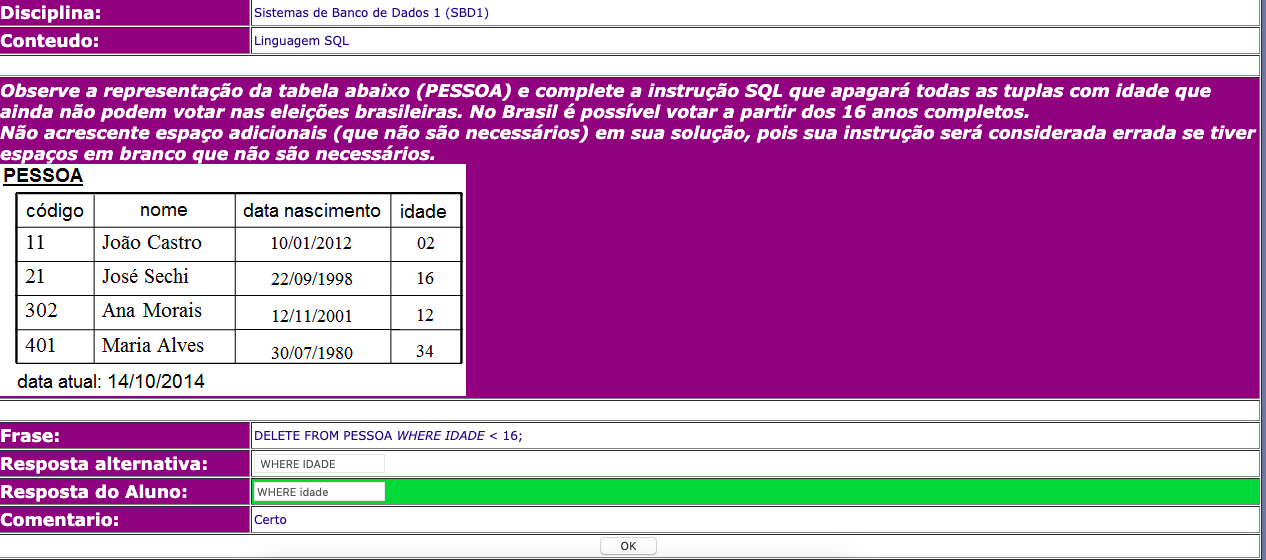 Disciplina: Sistemas de Banco de Dados 1 (SBD1)
Conteudo: Linguagem SQL
Observe a representação da tabela abaixo (PESSOA) e complete a instrução SQL que apagará todas as tuplas com idade que
ainda não podem votar nas eleições brasileiras. No Brasil é possível votar a partir dos 16 anos completos.
Não acrescente espaço adicionais (que não são necessários) em sua solução, pois sua instrução será considerada errada se tiver
espaços em branco que não são necessários.
PESSOA
código nome data nascimento idade
11 João Castro 10/01/2012 02
21 José Sechi 22/09/1998 16
302 Ana Morais 12/11/2001 12
401 Maria Alves 30/07/1980 34
data atual: 14/10/2014
Frase: DELETE FROM PESSOA WHERE IDADE < 16;
Resposta alternativa: WHERE IDADE
Resposta do Aluno: WHERE idade
Comentario: Certo
OK